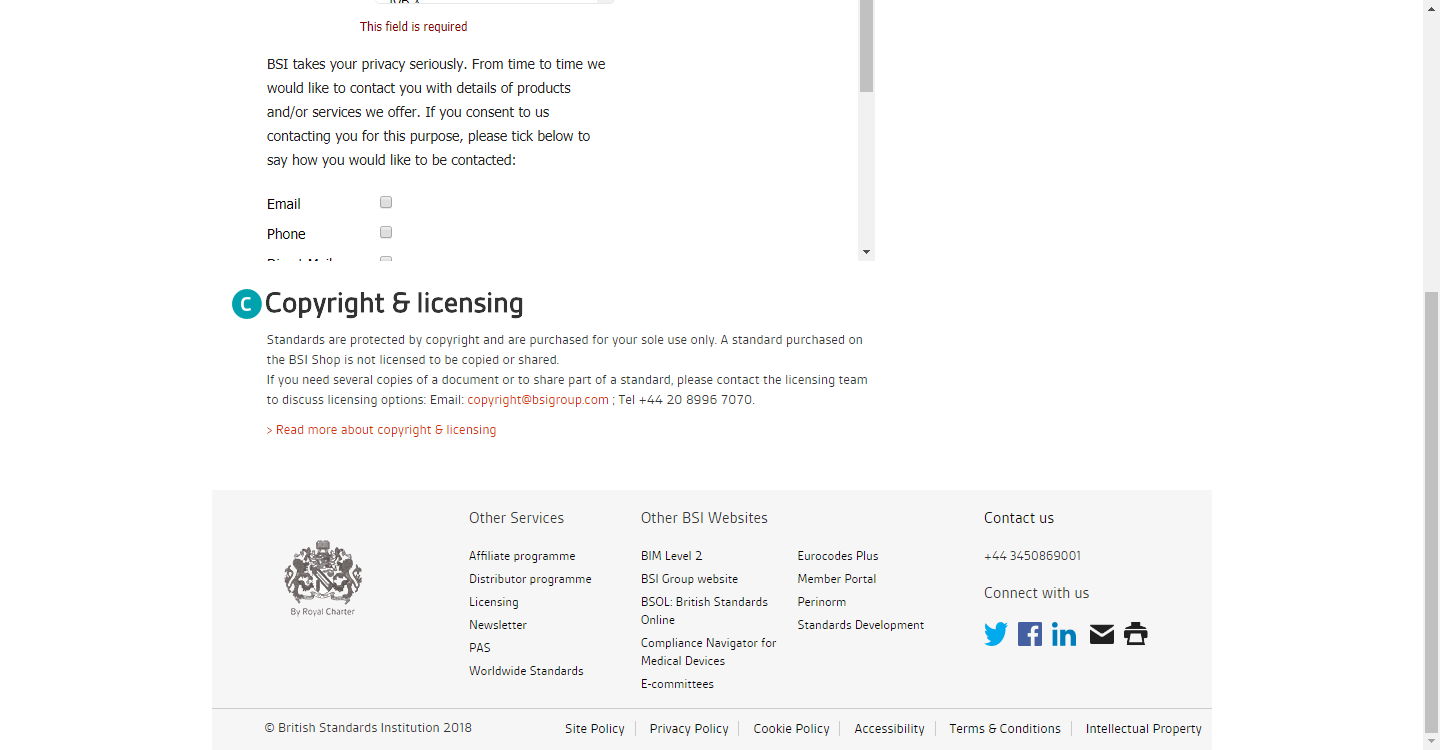 This field is required
BSI takes your privacy seriously. From time to time we
would like to contact you with details of products
and/or services we offer. If you consent to us
contacting you for this purpose, please tick below to
say how you would like to be contacted:
Email
Phone
C Copyright & licensing
Standards are protected by copyright and are purchased for your sole use only. A standard purchased on
the BSI Shop is not licensed to be copied or shared.
If you need several copies of a document or to share part of a standard, please contact the licensing team
to discuss licensing options: Email: copyright@bsigroup.com ; Tel +44 20 8996 7070.
> Read more about copyright & licensing
By Royal Charter
Other Services
Affiliate programme
Distributor programme
Licensing
Newsletter
PAS
Worldwide Standards
Other BSI Websites
BIM Level 2
BSI Group website
BSOL: British Standards
Online
Compliance Navigator for
Medical Devices
E-committees
Eurocodes Plus
Member Portal
Perinorm
Standards Development
Contact us
+44 3450869001
Connect with us
© British Standards Institution 2018
Site Policy
Privacy Policy
Cookie Policy
Accessibility
Terms & Conditions
Intellectual Property